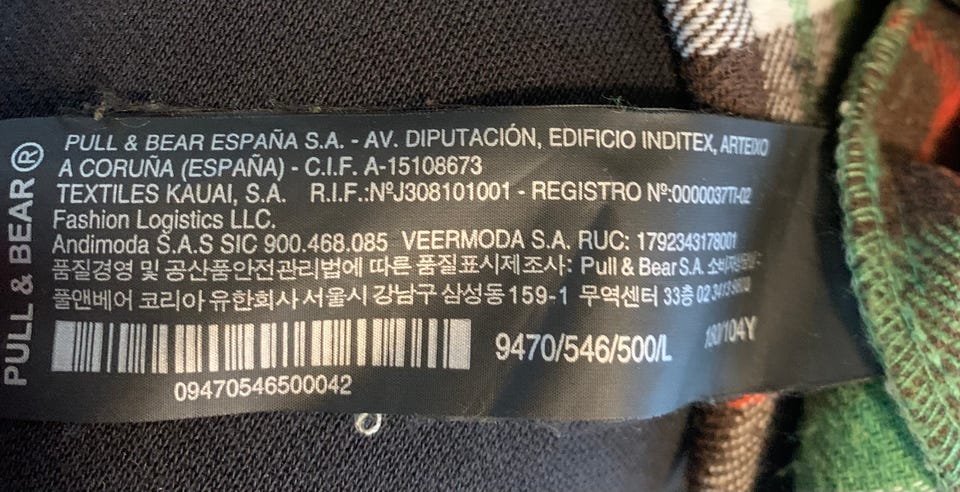 PULL & BEAR®
PULL & BEAR ESPAÑA S.A. - AV. DIPUTACIÓN, EDIFICIO INDITEX, ARTEIXO
A CORUÑA (ESPAÑA) - C.I.F. A-15108673
TEXTILES KAUAI, S.A. R.I.F.:NºJ308101001 - REGISTRO Nº:0000037TI-02
Fashion Logistics LLC.
Andimoda S.A.S SIC 900.468.085 VEERMODA S.A. RUC: 1792343178001
품질경영 및 공산품안전관리법에 따른 품질표시제조사: Pull & Bear S.A.
풀앤베어 코리아 유한회사 서울시 강남구 삼성동 159-1 무역센터 33층 02 3413
9470/546/500/L 180/104Y
09470546500042